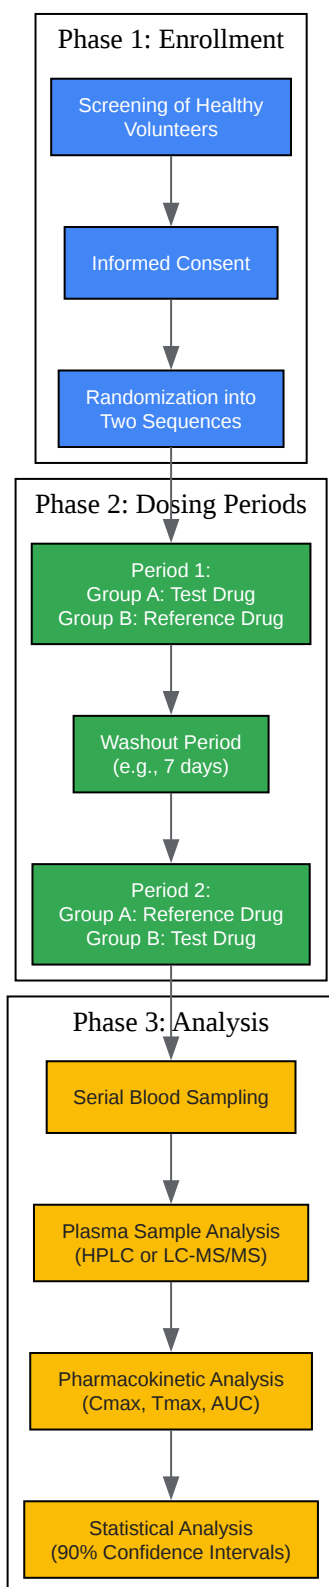 Phase 1: Enrollment
Screening of Healthy
Volunteers
Informed Consent
Randomization into
Two Sequences
Phase 2: Dosing Periods
Period 1:
Group A: Test Drug
Group B: Reference Drug
Washout Period
(e.g., 7 days)
Period 2:
Group A: Reference Drug
Group B: Test Drug
Phase 3: Analysis
Serial Blood Sampling
Plasma Sample Analysis
(HPLC or LC-MS/MS)
Pharmacokinetic Analysis
(Cmax, Tmax, AUC)
Statistical Analysis
(90% Confidence Intervals)